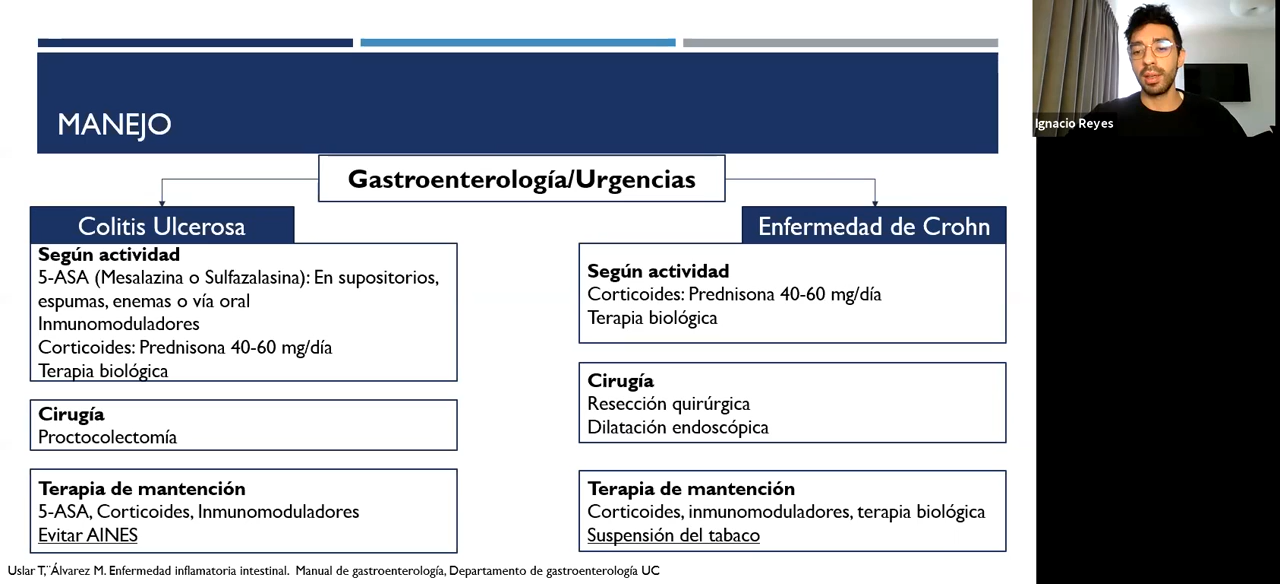 MANEJO
Gastroenterología/Urgencias
Colitis Ulcerosa
Según actividad
5-ASA (Mesalazina o Sulfazalasina): En supositorios,
espumas, enemas o vía oral
Inmunomoduladores
Corticoides: Prednisona 40-60 mg/día
Terapia biológica
Cirugía
Proctocolectomía
Terapia de mantención
5-ASA, Corticoides, Inmunomoduladores
Evitar AINES
Enfermedad de Crohn
Según actividad
Corticoides: Prednisona 40-60 mg/día
Terapia biológica
Cirugía
Resección quirúrgica
Dilatación endoscópica
Terapia de mantención
Corticoides, inmunomoduladores, terapia biológica
Suspensión del tabaco
Uslar T,¨Álvarez M. Enfermedad inflamatoria intestinal. Manual de gastroenterología, Departamento de gastroenterología UC
Ignacio Reyes